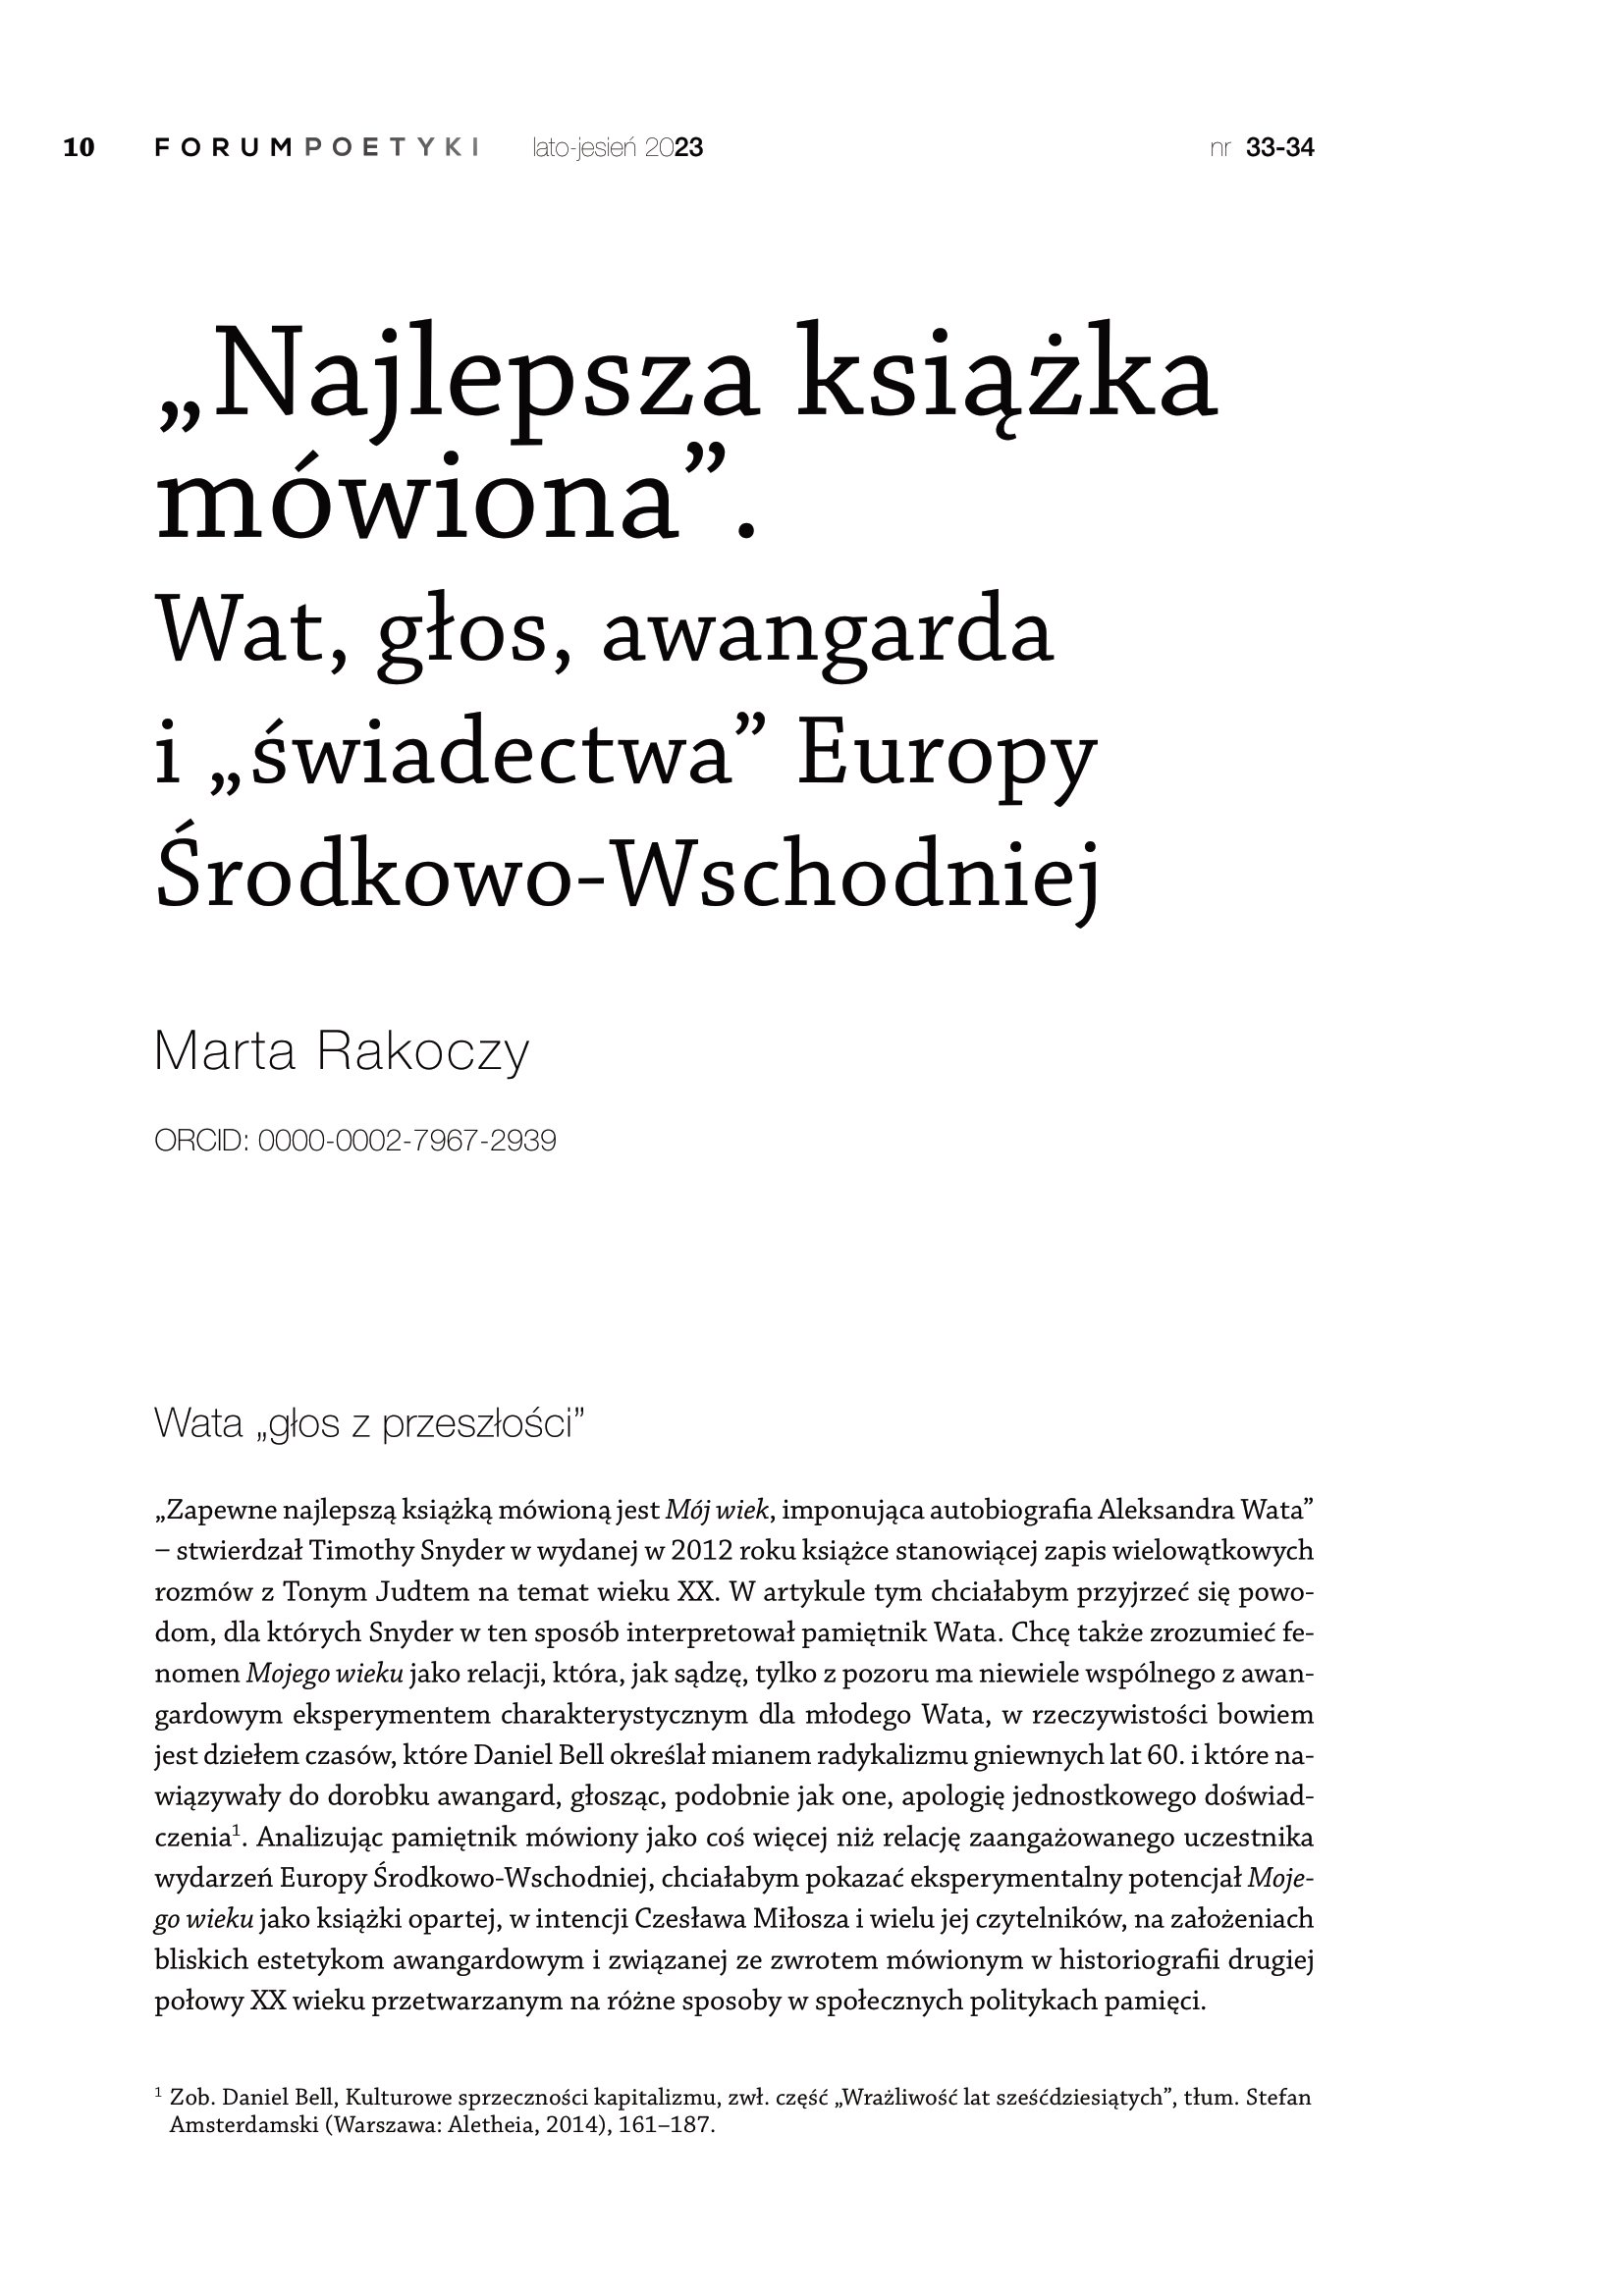 10 FORUMPOETYKI lato-jesień 2023 nr 33-34
„Najlepsza książka
mówiona”.
Wat, głos, awangarda
i „świadectwa” Europy
Środkowo-Wschodniej
Marta Rakoczy
ORCID: 0000-0002-7967-2939
Wata „głos z przeszłości”
„Zapewne najlepszą książką mówioną jest Mój wiek, imponująca autobiografia Aleksandra Wata”
– stwierdzał Timothy Snyder w wydanej w 2012 roku książce stanowiącej zapis wielowątkowych
rozmów z Tonym Judtem na temat wieku XX. W artykule tym chciałabym przyjrzeć się powo-
dom, dla których Snyder w ten sposób interpretował pamiętnik Wata. Chcę także zrozumieć fe-
nomen Mojego wieku jako relacji, która, jak sądzę, tylko z pozoru ma niewiele wspólnego z awan-
gardowym eksperymentem charakterystycznym dla młodego Wata, w rzeczywistości bowiem
jest dziełem czasów, które Daniel Bell określał mianem radykalizmu gniewnych lat 60. i które na-
wiązywały do dorobku awangard, głosząc, podobnie jak one, apologię jednostkowego doświad-
czenia¹. Analizując pamiętnik mówiony jako coś więcej niż relację zaangażowanego uczestnika
wydarzeń Europy Środkowo-Wschodniej, chciałabym pokazać eksperymentalny potencjał Moje-
go wieku jako książki opartej, w intencji Czesława Miłosza i wielu jej czytelników, na założeniach
bliskich estetykom awangardowym i związanej ze zwrotem mówionym w historiografii drugiej
połowy XX wieku przetwarzanym na różne sposoby w społecznych politykach pamięci.
¹ Zob. Daniel Bell, Kulturowe sprzeczności kapitalizmu, zwł. część „Wrażliwość lat sześćdziesiątych”, tłum. Stefan
Amsterdamski (Warszawa: Aletheia, 2014), 161–187.